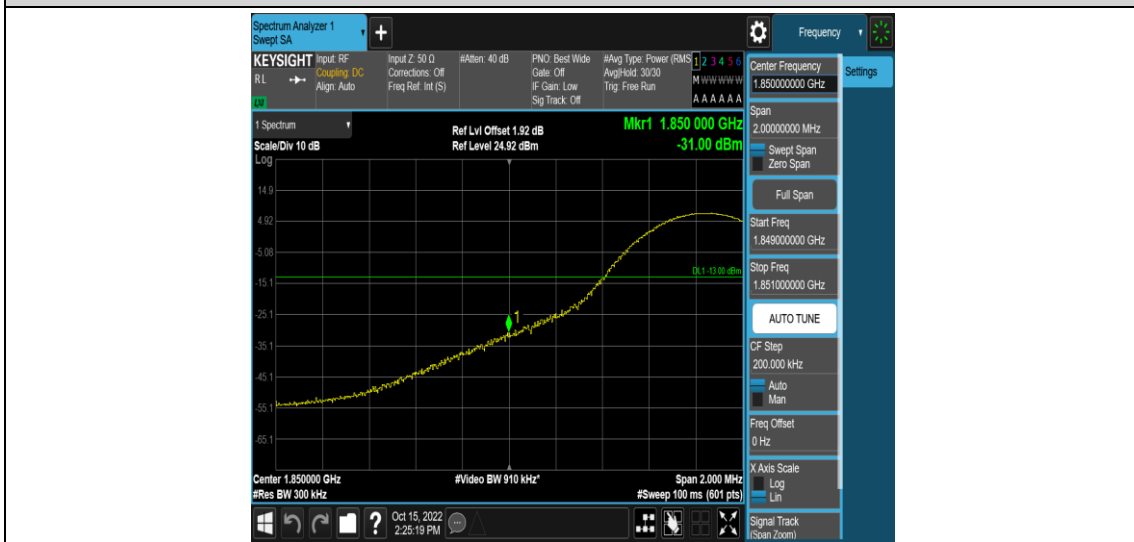 Spectrum Analyzer 1
Swept SA
+
Frequency
KEYSIGHT
RL
Input: RF
Coupling: DC
Align: Auto
Input Z: 50 Ω
Corrections: Off
Freq Ref: Int (S)
#Atten: 40 dB
PNO: Best Wide
Gate: Off
IF Gain: Low
Sig Track: Off
#Avg Type: Power (RMS
Avg|Hold: 30/30
Trig: Free Run
1 2 3 4 5 6
M W W W W W
A A A A A A
Center Frequency
1.850000000 GHz
Settings
1 Spectrum
Ref Lvl Offset 1.92 dB
Mkr1 1.850 000 GHz
Scale/Div 10 dB
Ref Level 24.92 dBm
-31.00 dBm
Log
14.9
4.92
-5.08
-15.1
-25.1
-35.1
-45.1
-55.1
-65.1
DL1 -13.00 dBm
1
Center 1.850000 GHz
#Video BW 910 kHz*
Span 2.000 MHz
#Res BW 300 kHz
#Sweep 100 ms (601 pts)
Span
2.00000000 MHz
Swept Span
Zero Span
Full Span
Start Freq
1.849000000 GHz
Stop Freq
1.851000000 GHz
AUTO TUNE
CF Step
200.000 kHz
Auto
Man
Freq Offset
0 Hz
X Axis Scale
Log
Lin
Signal Track
(Span Zoom)
?
Oct 15, 2022
2:25:19 PM